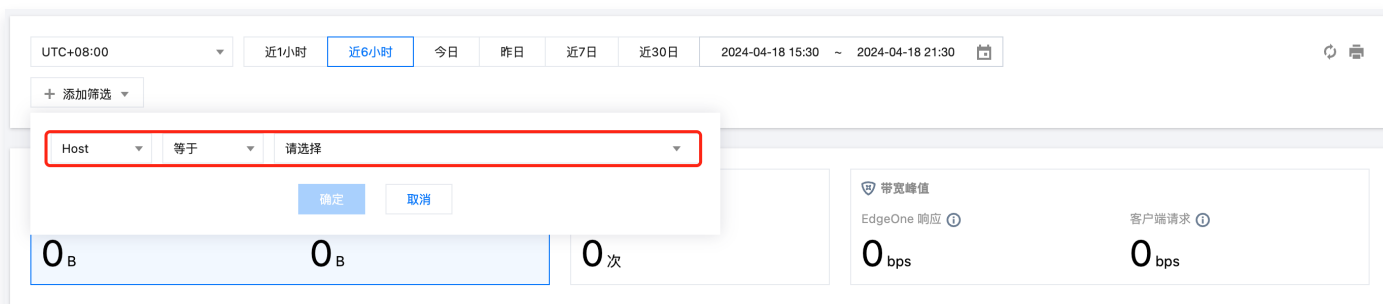 UTC+08:00 近1小时 近6小时 今日 昨日 近7日 近30日 2024-04-18 15:30 ~ 2024-04-18 21:30
添加筛选
Host 等于 请选择
确定 取消
带宽峰值
EdgeOne 响应 客户端请求
0 B 0 B 0 次 0 bps 0 bps